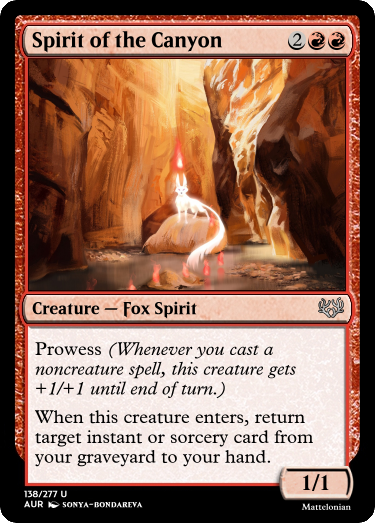 Spirit of the Canyon 2
Creature — Fox Spirit
Prowess (Whenever you cast a
noncreature spell, this creature gets
+1/+1 until end of turn.)
When this creature enters, return
target instant or sorcery card from
your graveyard to your hand.
1/1
138/277 U
AUR SONYA-BONDAREVA
Mattelonian